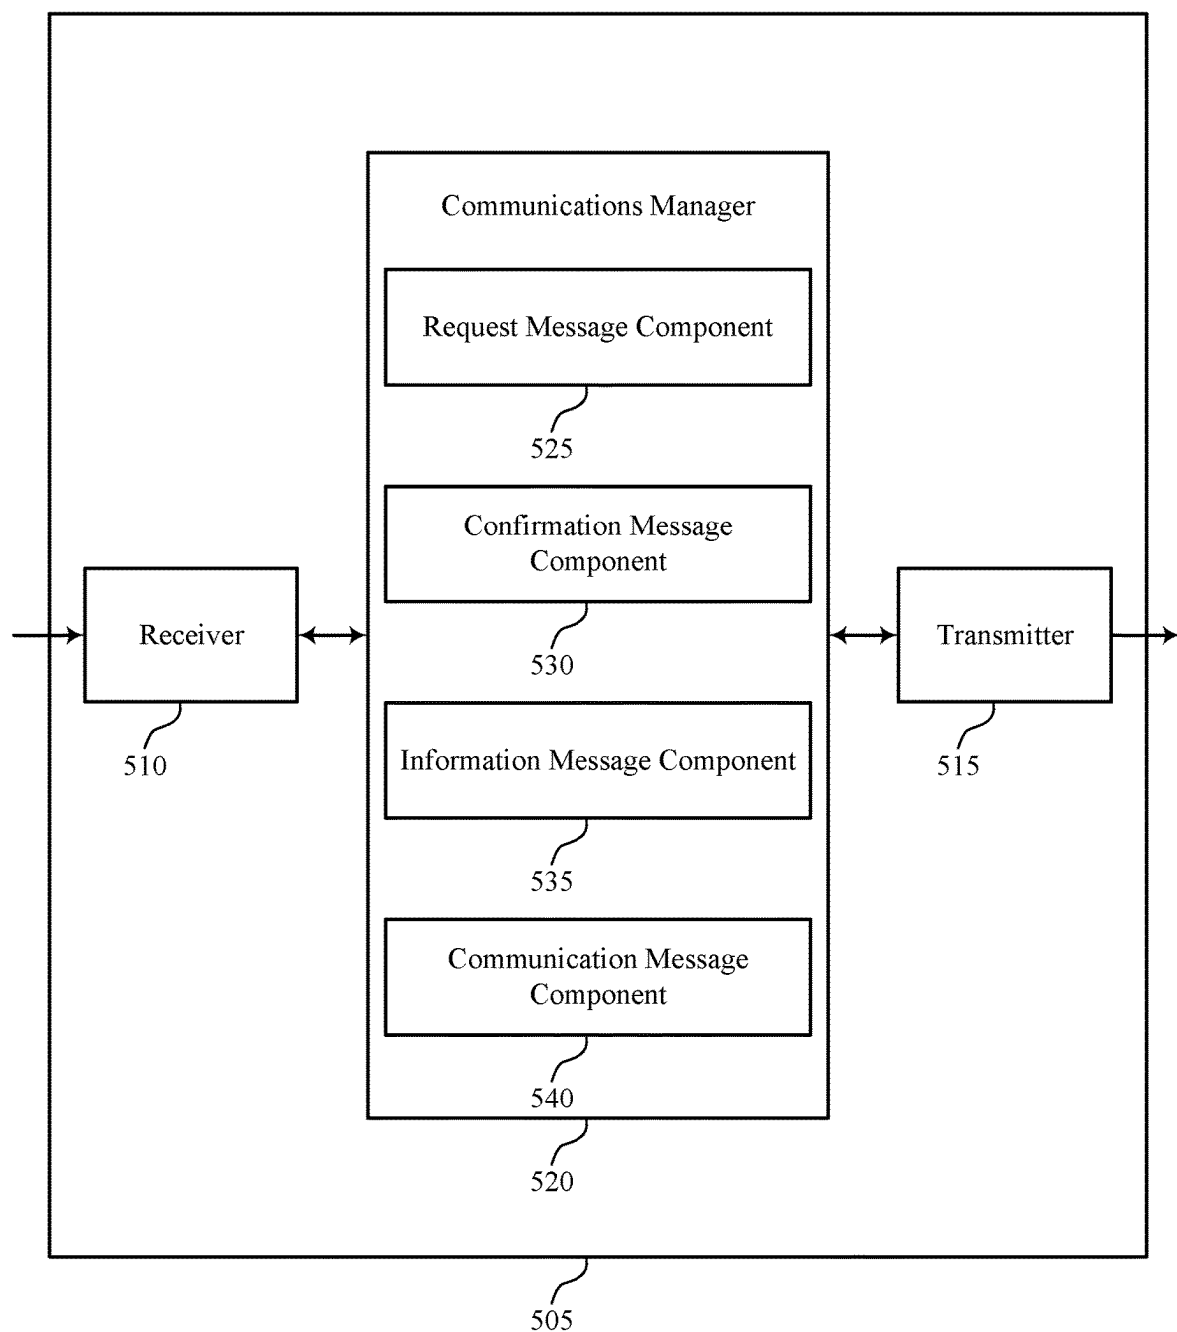 Communications Manager
Request Message Component
525
Confirmation Message
Component
530
Receiver
510
Transmitter
515
Information Message Component
535
Communication Message
Component
540
520
505